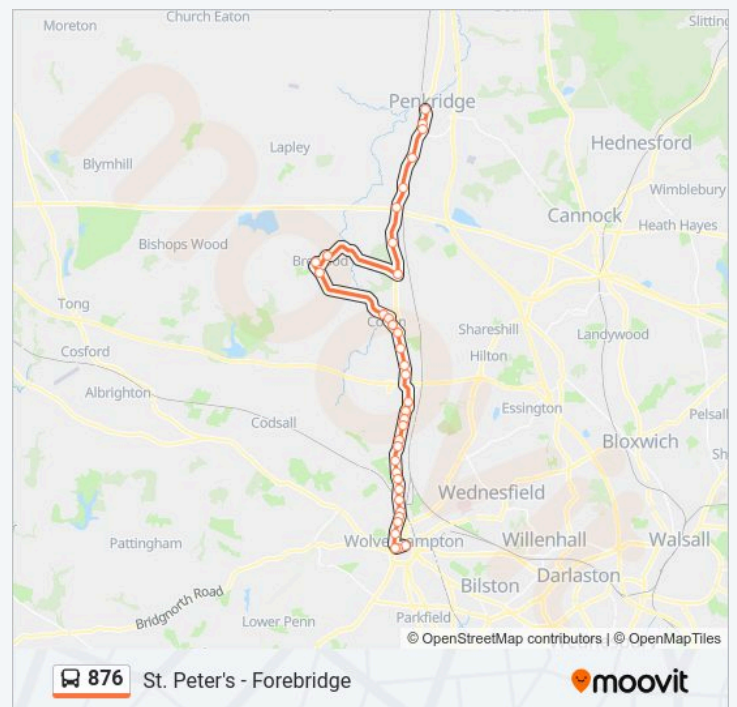 Church Eaton
Moreton
Slitting
Penkridge
Hednesford
Lapley
Blymhill
Wimblebury
Cannock
Heath Hayes
Bishops Wood
Tong
Shareshill
Landywood
Cosford
Hilton
Albrighton
Essington
Pelsal
Codsall
Bloxwich
Sh
Wednesfield
Pattingham
Willenhall
Walsall
Bilston
Darlaston
Bridgnorth Road
Lower Penn
Parkfield
© OpenStreetMap contributors | © OpenMapTiles
876 St. Peter's - Forebridge
moovit